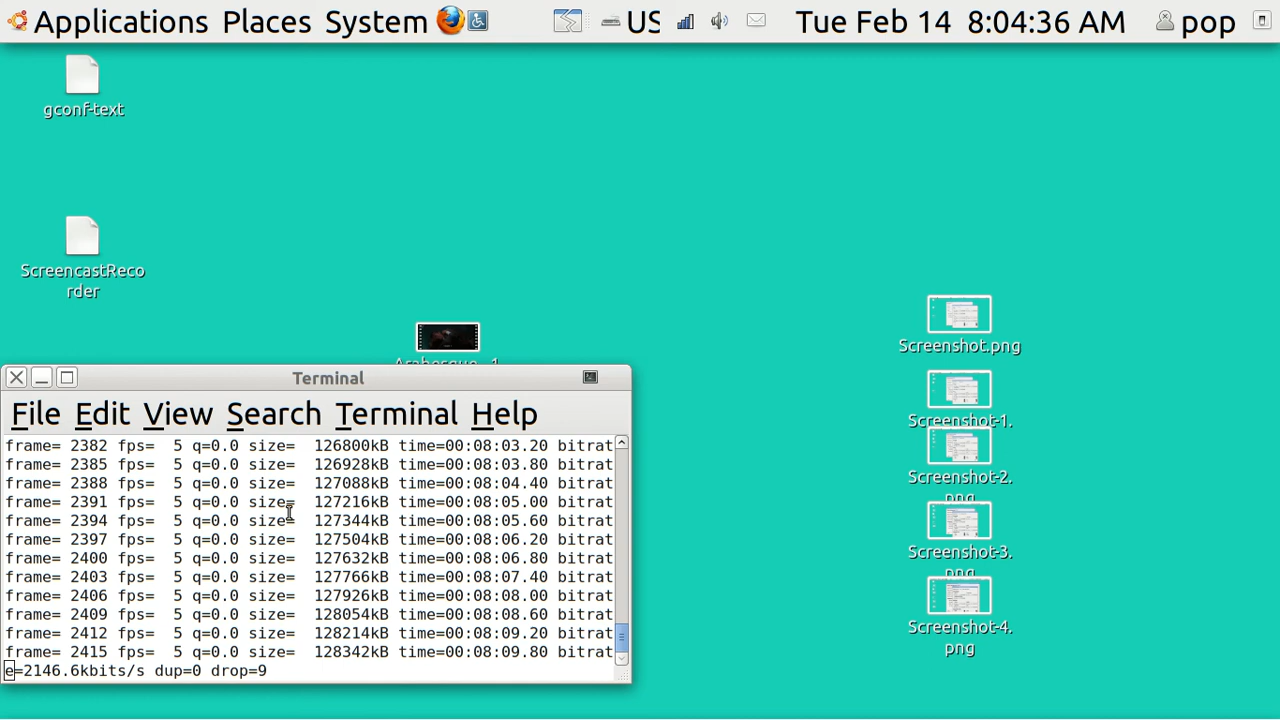 Applications Places System US Tue Feb 14 8:04:36 AM pop
gconf-text
ScreencastReco
rder
Screenshot.png
Screenshot-1.
Screenshot-2.
png
Screenshot-3.
png
Screenshot-4.
png
Terminal
File Edit View Search Terminal Help
frame= 2382 fps= 5 q=0.0 size= 126800kB time=00:08:03.20 bitrat
frame= 2385 fps= 5 q=0.0 size= 126928kB time=00:08:03.80 bitrat
frame= 2388 fps= 5 q=0.0 size= 127088kB time=00:08:04.40 bitrat
frame= 2391 fps= 5 q=0.0 size= 127216kB time=00:08:05.00 bitrat
frame= 2394 fps= 5 q=0.0 size= 127344kB time=00:08:05.60 bitrat
frame= 2397 fps= 5 q=0.0 size= 127504kB time=00:08:06.20 bitrat
frame= 2400 fps= 5 q=0.0 size= 127632kB time=00:08:06.80 bitrat
frame= 2403 fps= 5 q=0.0 size= 127766kB time=00:08:07.40 bitrat
frame= 2406 fps= 5 q=0.0 size= 127926kB time=00:08:08.00 bitrat
frame= 2409 fps= 5 q=0.0 size= 128054kB time=00:08:08.60 bitrat
frame= 2412 fps= 5 q=0.0 size= 128214kB time=00:08:09.20 bitrat
frame= 2415 fps= 5 q=0.0 size= 128342kB time=00:08:09.80 bitrat
e=2146.6kbits/s dup=0 drop=9